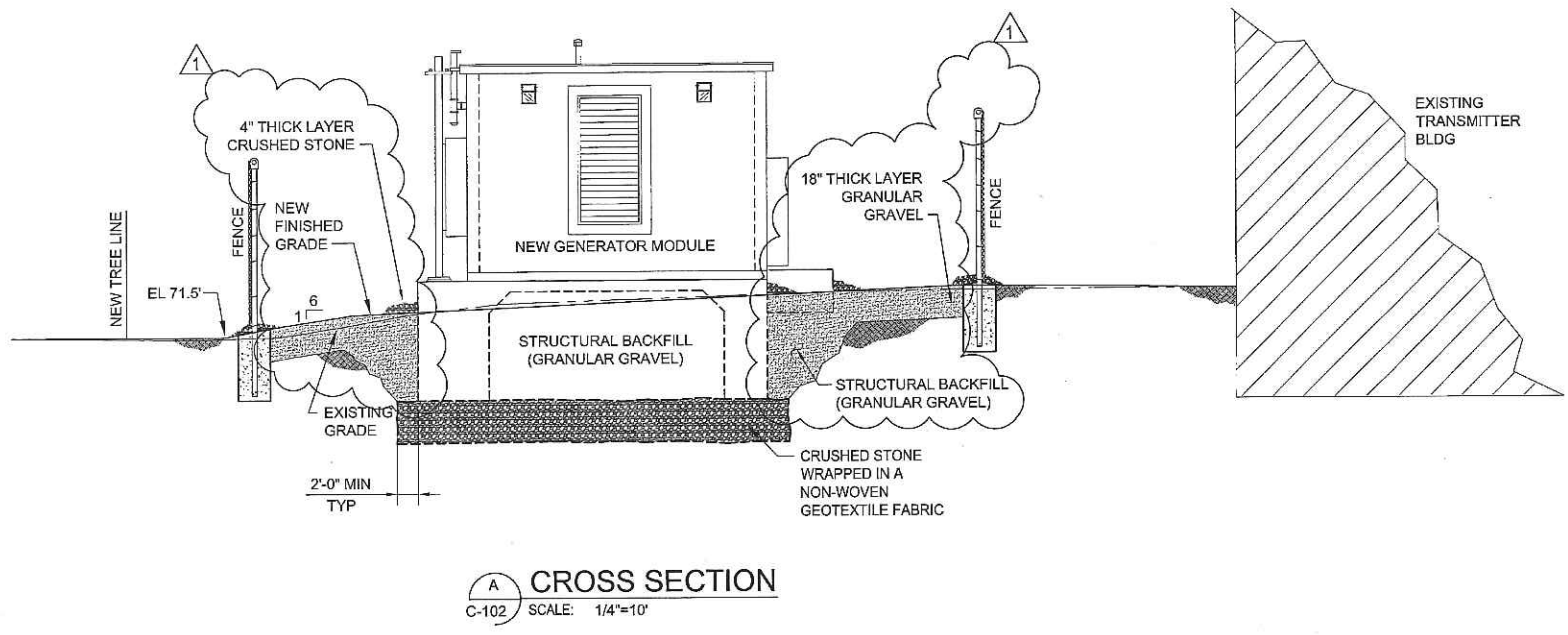 1
1
4" THICK LAYER
CRUSHED STONE
EXISTING
TRANSMITTER
BLDG
18" THICK LAYER
GRANULAR
GRAVEL
FENCE
FENCE
NEW
FINISHED
GRADE
NEW GENERATOR MODULE
NEW TREE LINE
EL 71.5'
6
1
STRUCTURAL BACKFILL
(GRANULAR GRAVEL)
STRUCTURAL BACKFILL
(GRANULAR GRAVEL)
EXISTING
GRADE
CRUSHED STONE
WRAPPED IN A
NON-WOVEN
GEOTEXTILE FABRIC
2'-0" MIN
TYP
A
C-102
CROSS SECTION
SCALE: 1/4"=10'